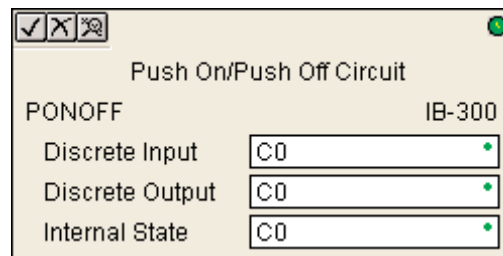 Push On/Push Off Circuit
PONOFF IB-300
Discrete Input C0
Discrete Output C0
Internal State C0